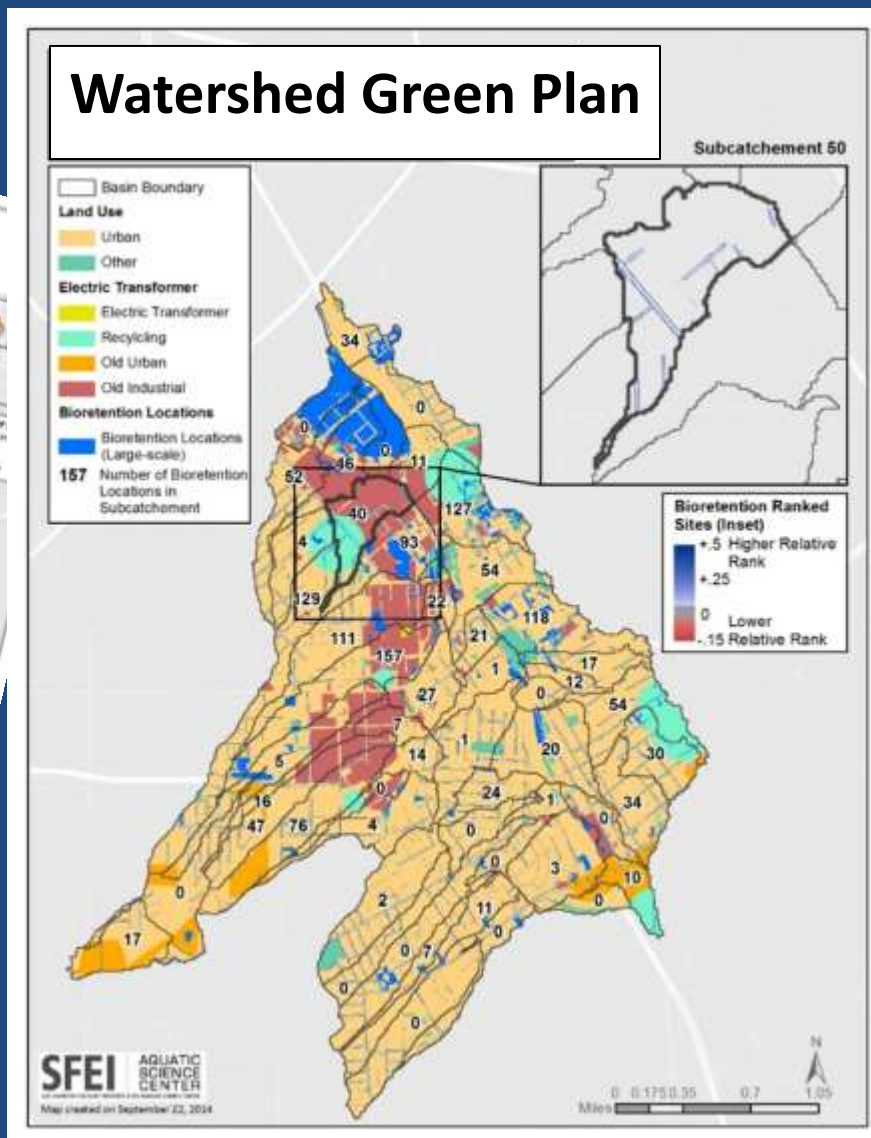 Watershed Green Plan
Subcatchement 50
Basin Boundary
Land Use
Urban
Other
Electric Transformer
Electric Transformer
Recylcling
Old Urban
Old Industrial
Bioretention Locations
Bioretention Locations
(Large-scale)
157 Number of Bioretention
Locations in
Subcatchement
Bioretention Ranked
Sites (Inset)
+.5 Higher Relative
Rank
+.25
0 Lower
-.15 Relative Rank
34
0
0
0
46
11
52
40
127
4
93
54
129
22
118
111
21
157
17
1
12
0
27
54
7
1
20
14
30
5
0
24
1
34
16
0
47
76
4
0
0
3
10
0
2
0
11
17
0
0
7
0
0
SFEI AQUATIC
SCIENCE
CENTER
Map created on September 22, 2014
N
0 0.175 0.35 0.7 1.05
Miles